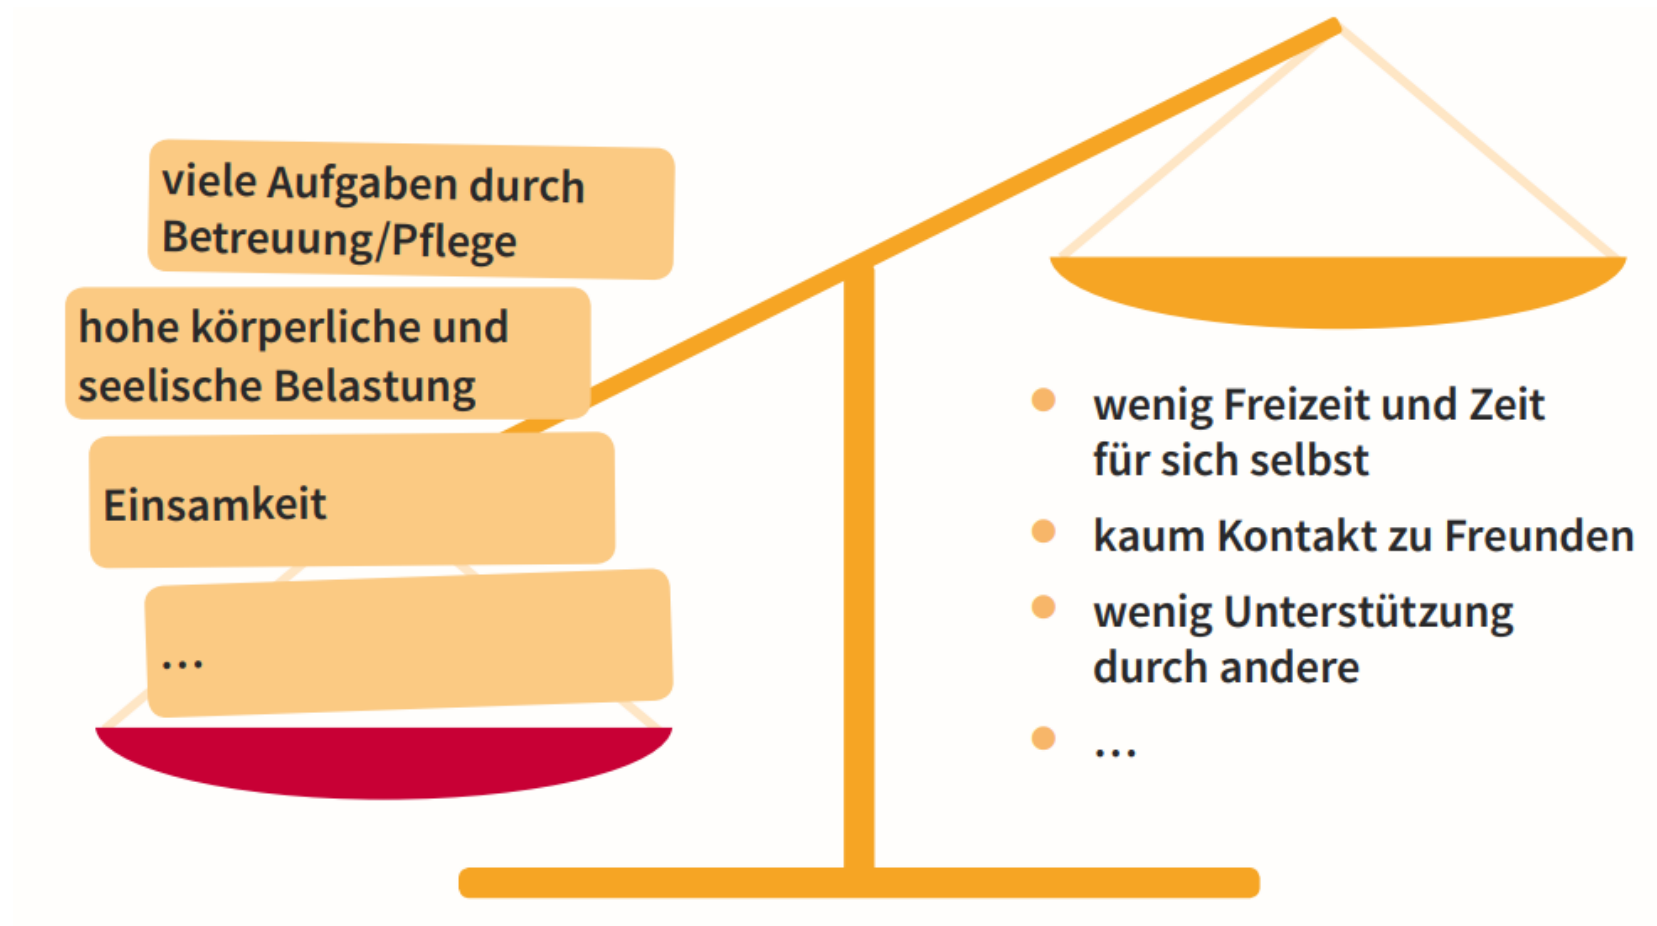 viele Aufgaben durch
Betreuung/Pflege
hohe körperliche und
seelische Belastung
Einsamkeit
…
wenig Freizeit und Zeit
für sich selbst
kaum Kontakt zu Freunden
wenig Unterstützung
durch andere
…